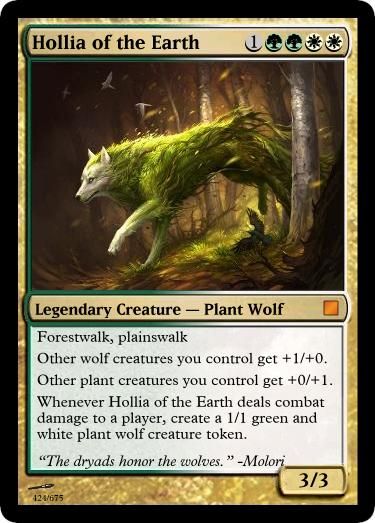 Hollia of the Earth 1
Legendary Creature — Plant Wolf
Forestwalk, plainswalk
Other wolf creatures you control get +1/+0.
Other plant creatures you control get +0/+1.
Whenever Hollia of the Earth deals combat
damage to a player, create a 1/1 green and
white plant wolf creature token.
“The dryads honor the wolves.” -Molori
3/3
424/675